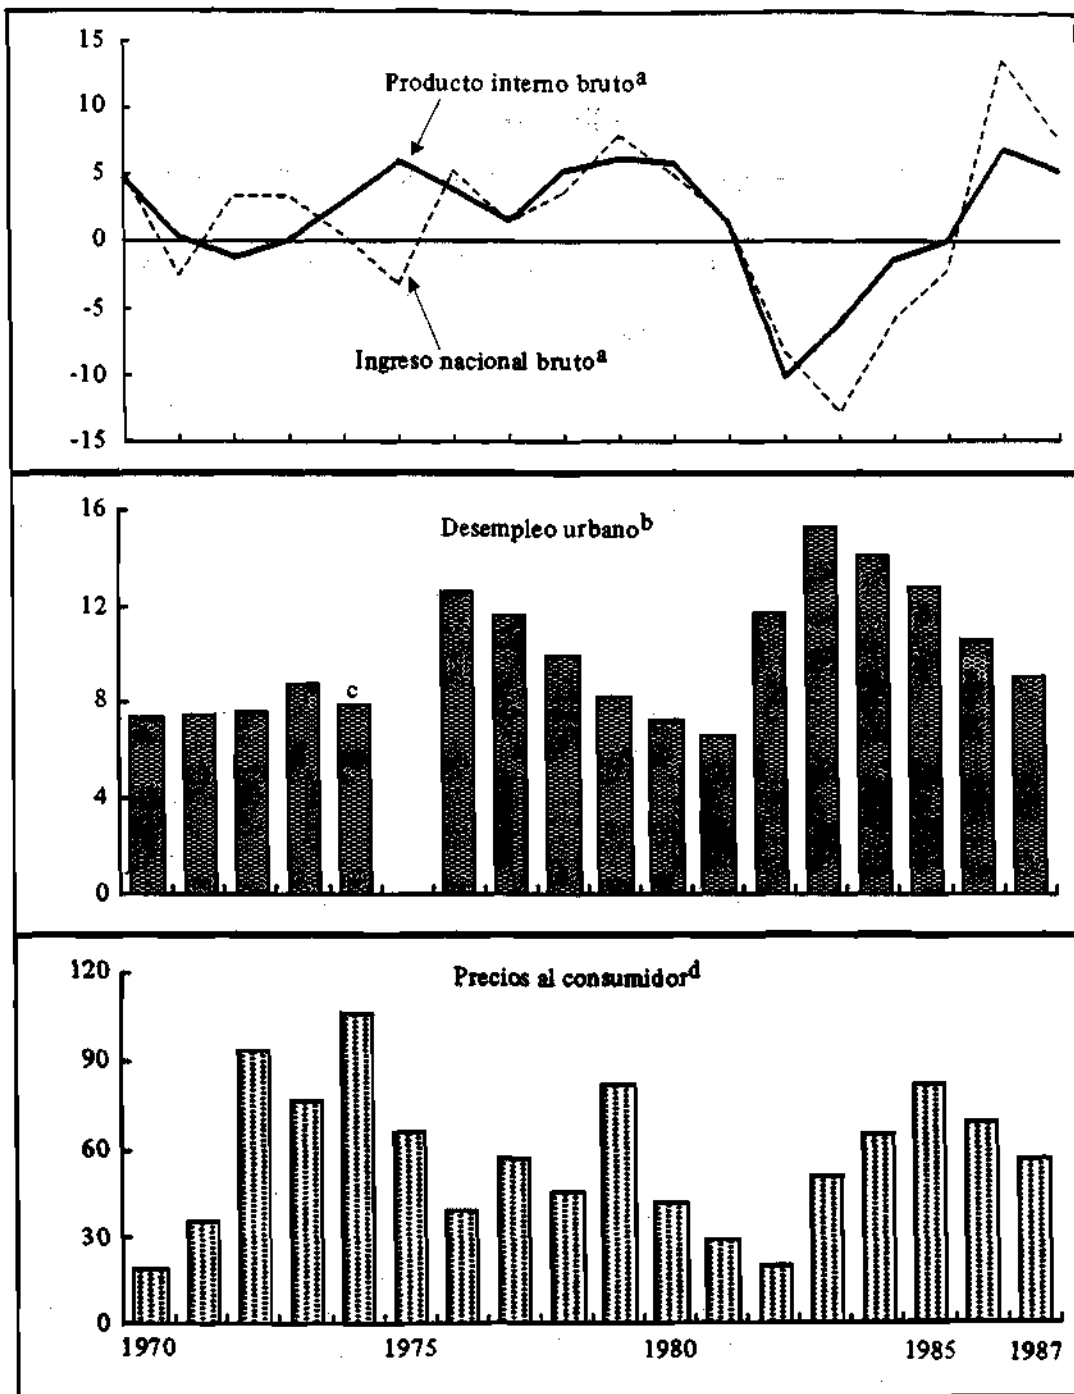 15
10
5
0
-5
-10
-15
Producto interno brutoᵃ
Ingreso nacional brutoᵃ
16
12
8
4
0
Desempleo urbanoᵇ
c
120
90
60
30
0
Precios al consumidorᵈ
1970 1975 1980 1985 1987